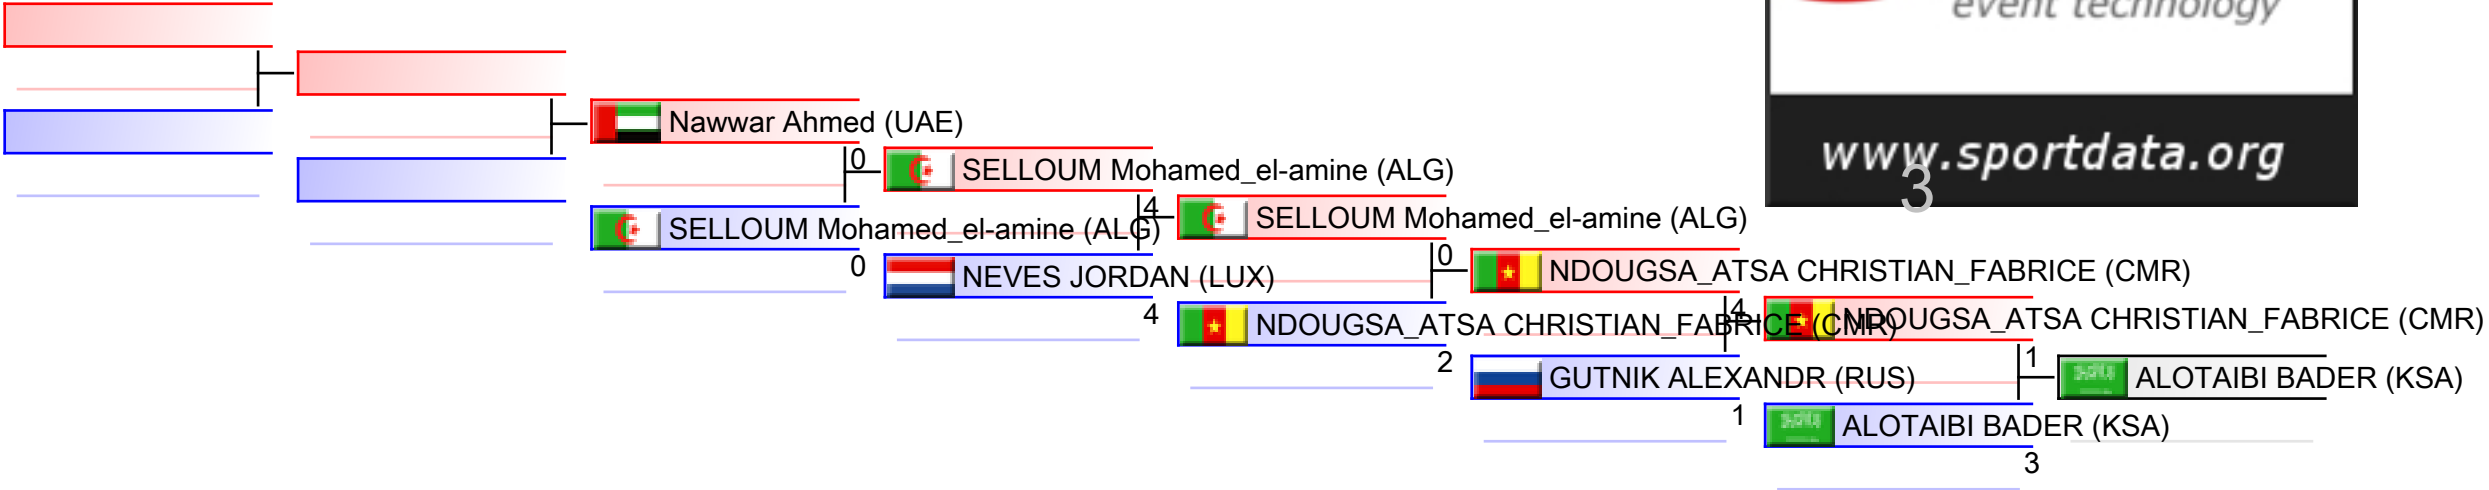 event technology
www.sportdata.org
3
Nawwar Ahmed (UAE)
0
SELLOUM Mohamed_el-amine (ALG)
0
SELLOUM Mohamed_el-amine (ALG)
4
NEVES JORDAN (LUX)
4
SELLOUM Mohamed_el-amine (ALG)
0
NDOUGSA_ATSA CHRISTIAN_FABRICE (CMR)
2
NDOUGSA_ATSA CHRISTIAN_FABRICE (CMR)
4
GUTNIK ALEXANDR (RUS)
1
NDOUGSA_ATSA CHRISTIAN_FABRICE (CMR)
1
ALOTAIBI BADER (KSA)
3
ALOTAIBI BADER (KSA)